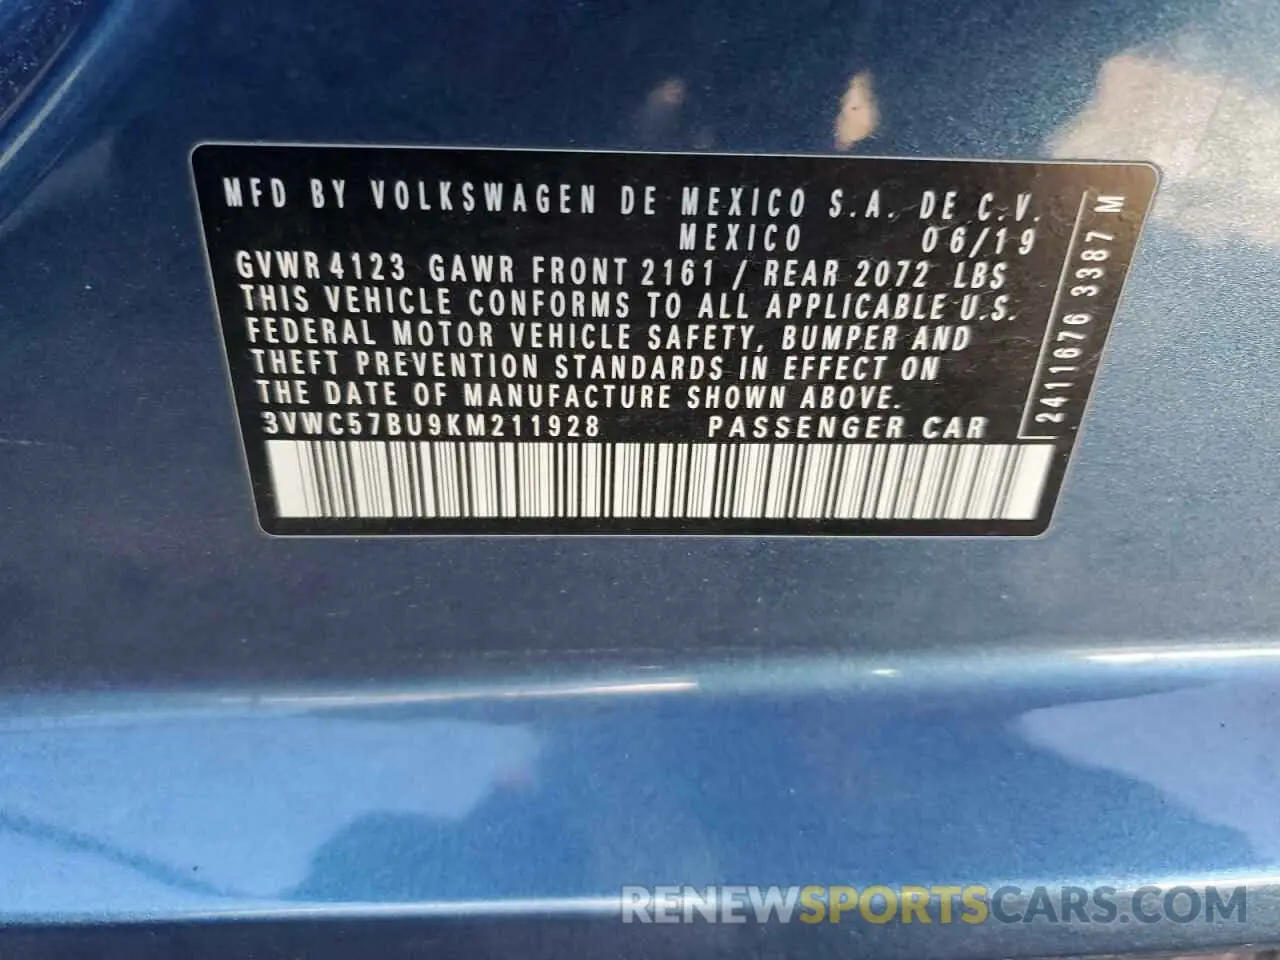 MFD BY VOLKSWAGEN DE MEXICO S.A. DE C.V.
MEXICO 06/19
GVWR 4123 GAWR FRONT 2161 / REAR 2072 LBS
THIS VEHICLE CONFORMS TO ALL APPLICABLE U.S.
FEDERAL MOTOR VEHICLE SAFETY, BUMPER AND
THEFT PREVENTION STANDARDS IN EFFECT ON
THE DATE OF MANUFACTURE SHOWN ABOVE.
3VWC57BU9KM211928 PASSENGER CAR
2411676 3387 M
RENEWSPORTSCARS.COM